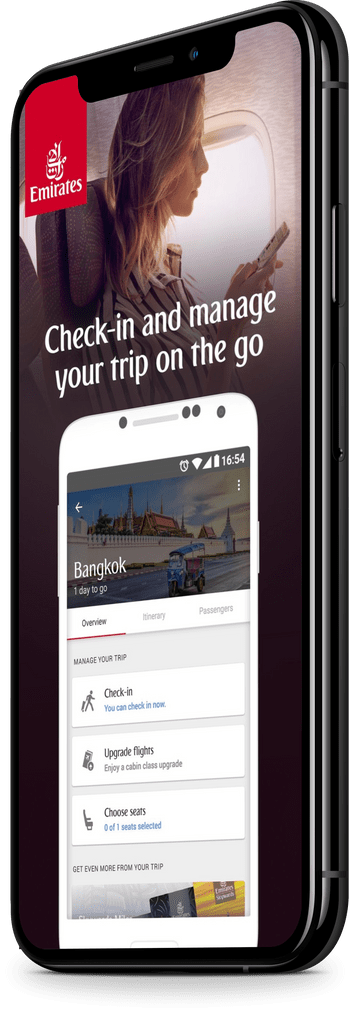 Emirates
Check-in and manage
your trip on the go
16:54
Bangkok
1 day to go
Overview
Itinerary
Passengers
MANAGE YOUR TRIP
Check-in
You can check in now.
Upgrade flights
Enjoy a cabin class upgrade
Choose seats
0 of 1 seats selected
GET EVEN MORE FROM YOUR TRIP
Emirates
Skywards